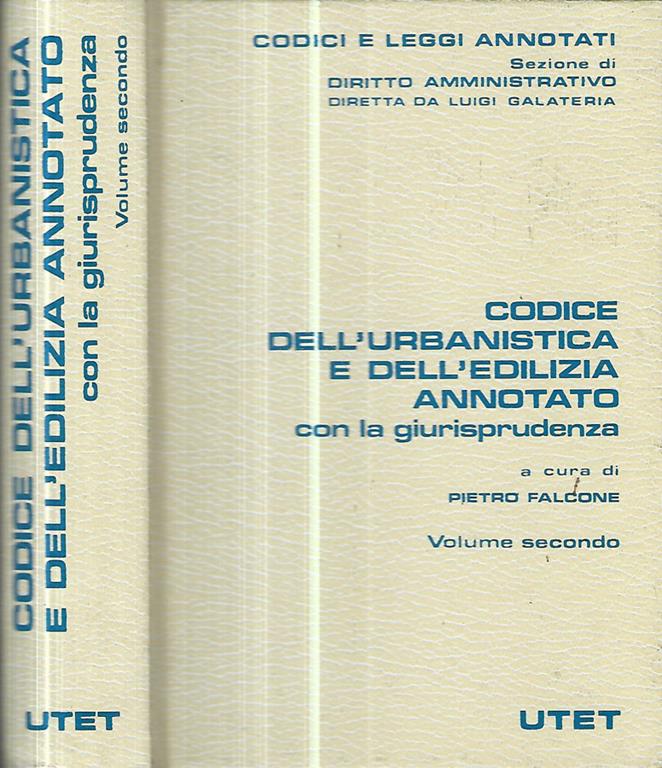 CODICE DELL'URBANISTICA
E DELL'EDILIZIA ANNOTATO
con la giurisprudenza
Volume secondo
UTET
CODICI E LEGGI ANNOTATI
Sezione di
DIRITTO AMMINISTRATIVO
DIRETTA DA LUIGI GALATERIA
CODICE
DELL'URBANISTICA
E DELL'EDILIZIA
ANNOTATO
con la giurisprudenza
a cura di
PIETRO FALCONE
Volume secondo
UTET